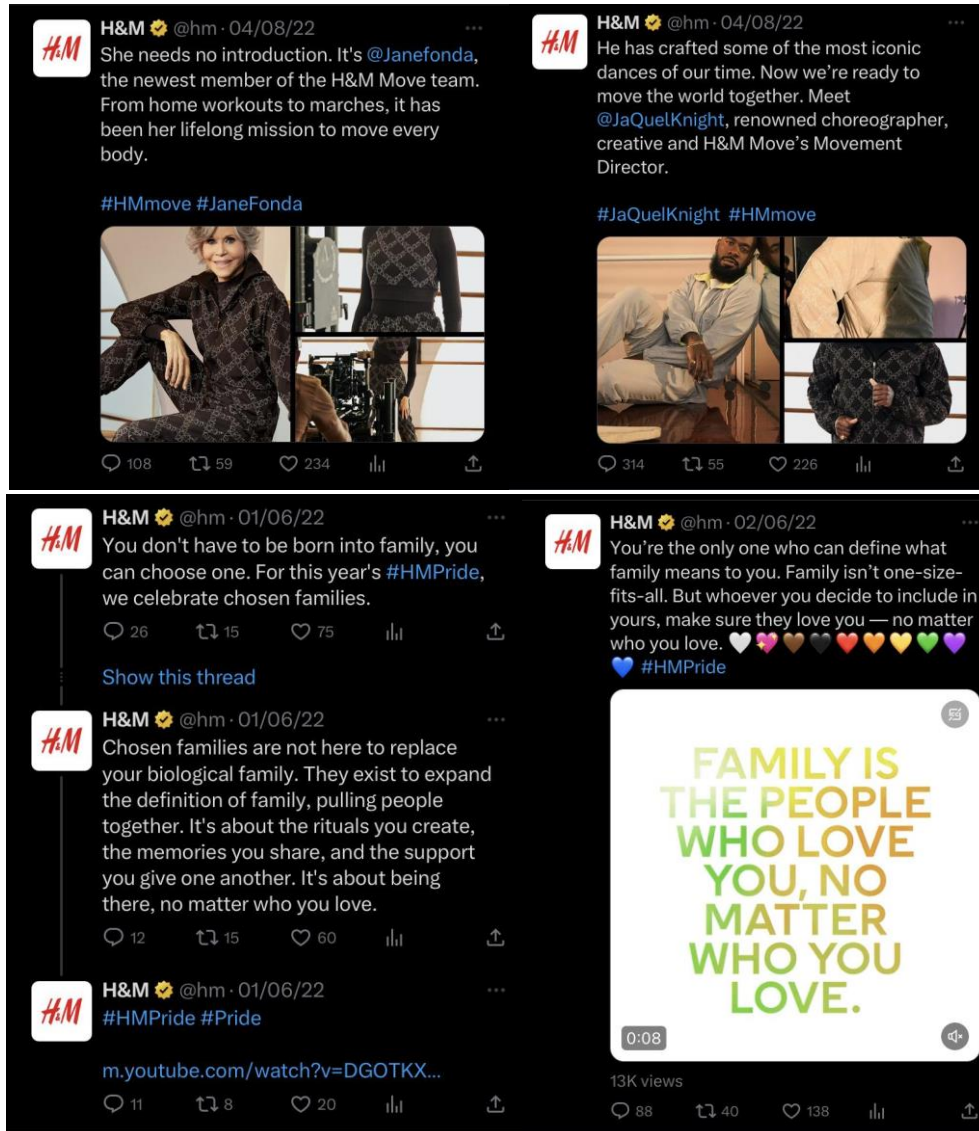 H&M @hm · 04/08/22
She needs no introduction. It's @Janefonda,
the newest member of the H&M Move team.
From home workouts to marches, it has
been her lifelong mission to move every
body.
#HMmove #JaneFonda
108 59 234
H&M
H&M @hm · 04/08/22
He has crafted some of the most iconic
dances of our time. Now we're ready to
move the world together. Meet
@JaQuelKnight, renowned choreographer,
creative and H&M Move's Movement
Director.
#JaQuelKnight #HMmove
314 55 226
H&M
H&M @hm · 01/06/22
You don't have to be born into family, you
can choose one. For this year's #HMPride,
we celebrate chosen families.
26 15 75
Show this thread
H&M
H&M @hm · 01/06/22
Chosen families are not here to replace
your biological family. They exist to expand
the definition of family, pulling people
together. It's about the rituals you create,
the memories you share, and the support
you give one another. It's about being
there, no matter who you love.
12 15 60
H&M
H&M @hm · 01/06/22
#HMPride #Pride
m.youtube.com/watch?v=DGOTKX...
11 8 20
H&M
H&M @hm · 02/06/22
You're the only one who can define what
family means to you. Family isn't one-size-
fits-all. But whoever you decide to include in
yours, make sure they love you — no matter
who you love. 🤍💖🤎🖤❤️🧡💛💚💜
💙 #HMPride
FAMILY IS
THE PEOPLE
WHO LOVE
YOU, NO
MATTER
WHO YOU
LOVE.
0:08
13K views
88 40 138
H&M